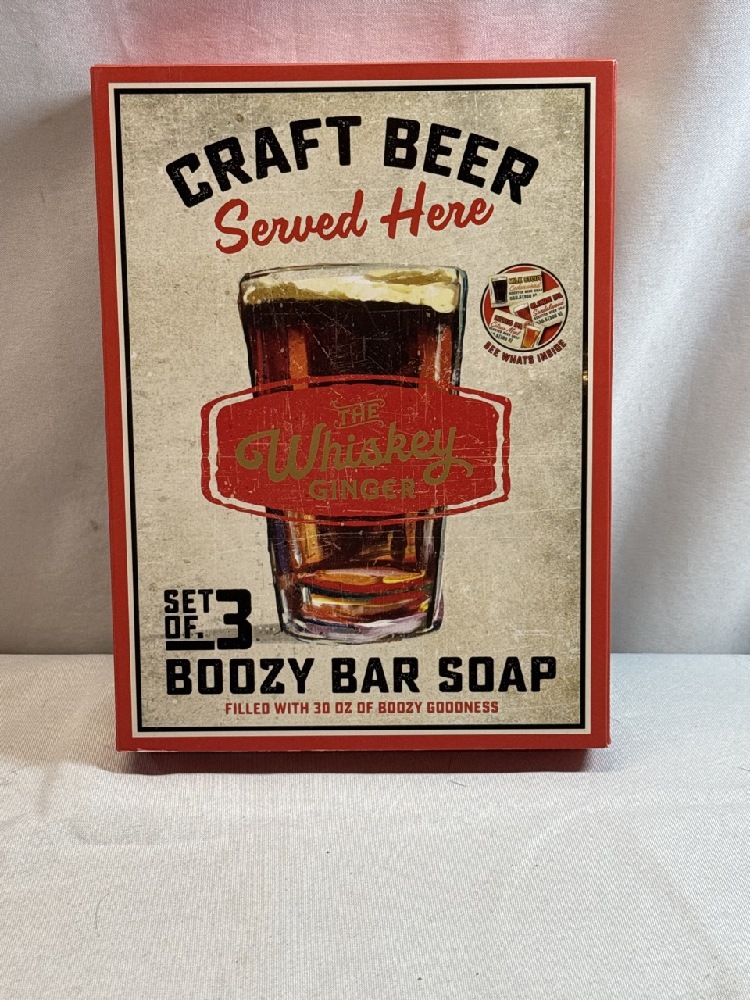 CRAFT BEER
Served Here
SEE WHATS INSIDE
THE
Whiskey
GINGER
SET
OF. 3
BOOZY BAR SOAP
FILLED WITH 30 OZ OF BOOZY GOODNESS